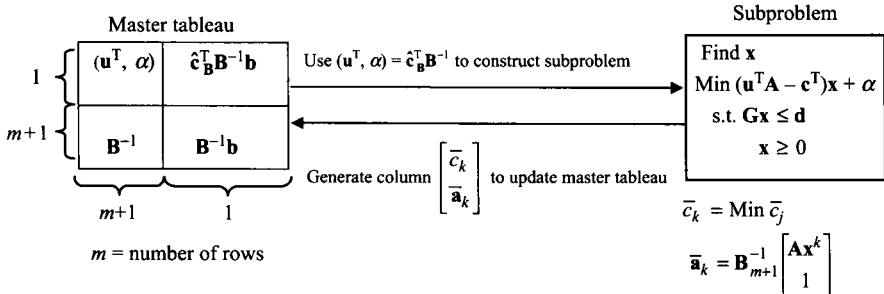 Master tableau
1
(u^T, α)
ĉ_B^T B^{-1}b
m+1
B^{-1}
B^{-1}b
m+1
1
m = number of rows
Use (u^T, α) = ĉ_B^T B^{-1} to construct subproblem
Generate column [c̄_k ā_k] to update master tableau
Subproblem
Find x
Min (u^T A – c^T)x + α
s.t. Gx ≤ d
x ≥ 0
c̄_k = Min c̄_j
ā_k = B_{m+1}^{-1} [Ax^k 1]